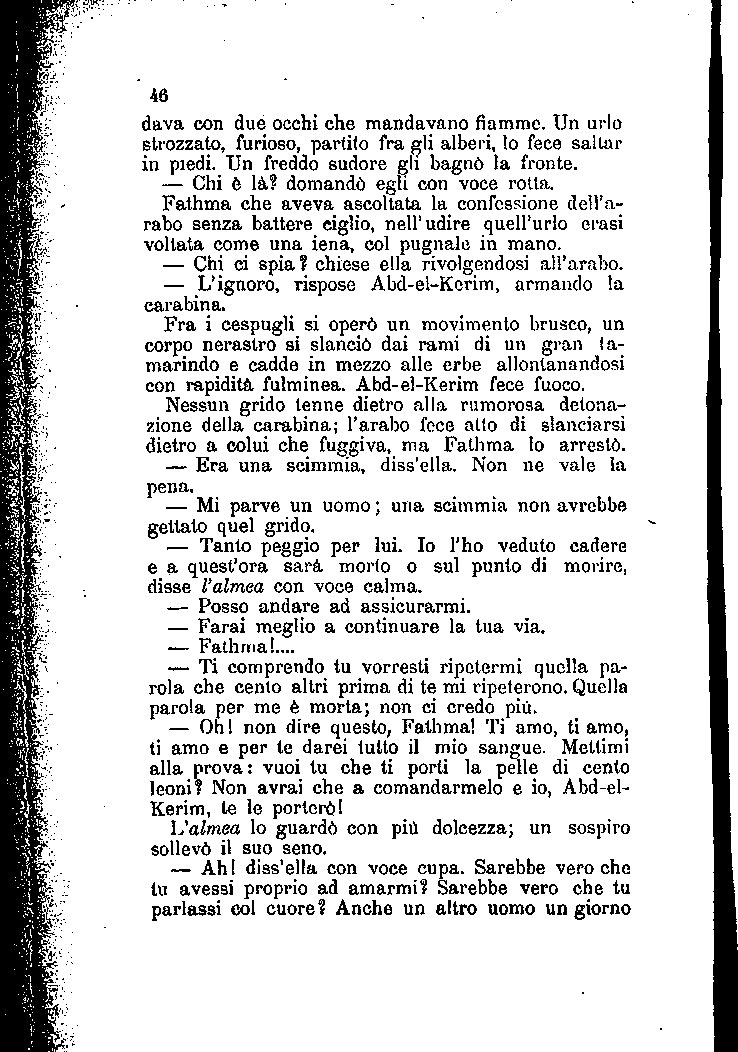 46
dava con due occhi che mandavano fiamme. Un urlo
strozzato, furioso, partito fra gli alberi, lo fece saltar
in piedi. Un freddo sudore gli bagnò la fronte.
— Chi è là? domandò egli con voce rotta.
Fathma che aveva ascoltata la confessione dell'a-
rabo senza battere ciglio, nell'udire quell'urlo erasi
voltata come una iena, col pugnale in mano.
— Chi ci spia? chiese ella rivolgendosi all'arabo.
— L'ignoro, rispose Abd-el-Kerim, armando la
carabina.
Fra i cespugli si operò un movimento brusco, un
corpo nerastro si slanciò dai rami di un gran ta-
marindo e cadde in mezzo alle erbe allontanandosi
con rapidità fulminea. Abd-el-Kerim fece fuoco.
Nessun grido tenne dietro alla rumorosa detona-
zione della carabina; l'arabo fece atto di slanciarsi
dietro a colui che fuggiva, ma Fathma lo arrestò.
— Era una scimmia, diss'ella. Non ne vale la
pena.
— Mi parve un uomo; una scimmia non avrebbe
gettato quel grido.
— Tanto peggio per lui. Io l'ho veduto cadere
e a quest'ora sarà morto o sul punto di morire,
disse l'almea con voce calma.
— Posso andare ad assicurarmi.
— Farai meglio a continuare la tua via.
— Fathma!....
— Ti comprendo tu vorresti ripetermi quella pa-
rola che cento altri prima di te mi ripeterono. Quella
parola per me è morta; non ci credo più.
— Oh! non dire questo, Fathma! Ti amo, ti amo,
ti amo e per te darei tutto il mio sangue. Mettimi
alla prova: vuoi tu che ti porti la pelle di cento
leoni? Non avrai che a comandarmelo e io, Abd-el-
Kerim, te le porterò!
L'almea lo guardò con più dolcezza; un sospiro
sollevò il suo seno.
— Ah! diss'ella con voce cupa. Sarebbe vero che
tu avessi proprio ad amarmi? Sarebbe vero che tu
parlassi col cuore? Anche un altro uomo un giorno